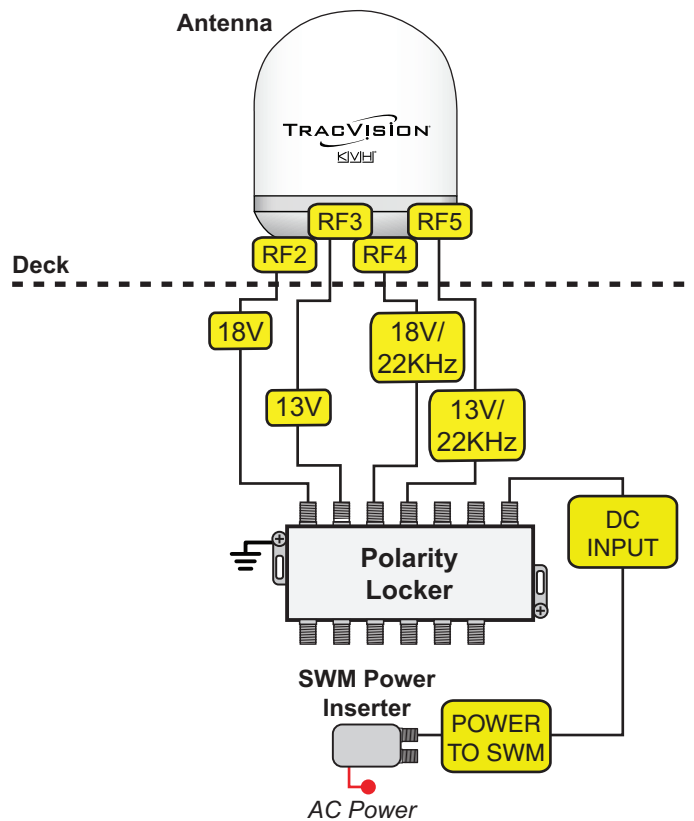 Antenna
TRACVISION
KVH
RF3
RF5
RF2
RF4
Deck
18V
18V/
22KHz
13V
13V/
22KHz
Polarity
Locker
DC
INPUT
SWM Power
Inserter
POWER
TO SWM
AC Power